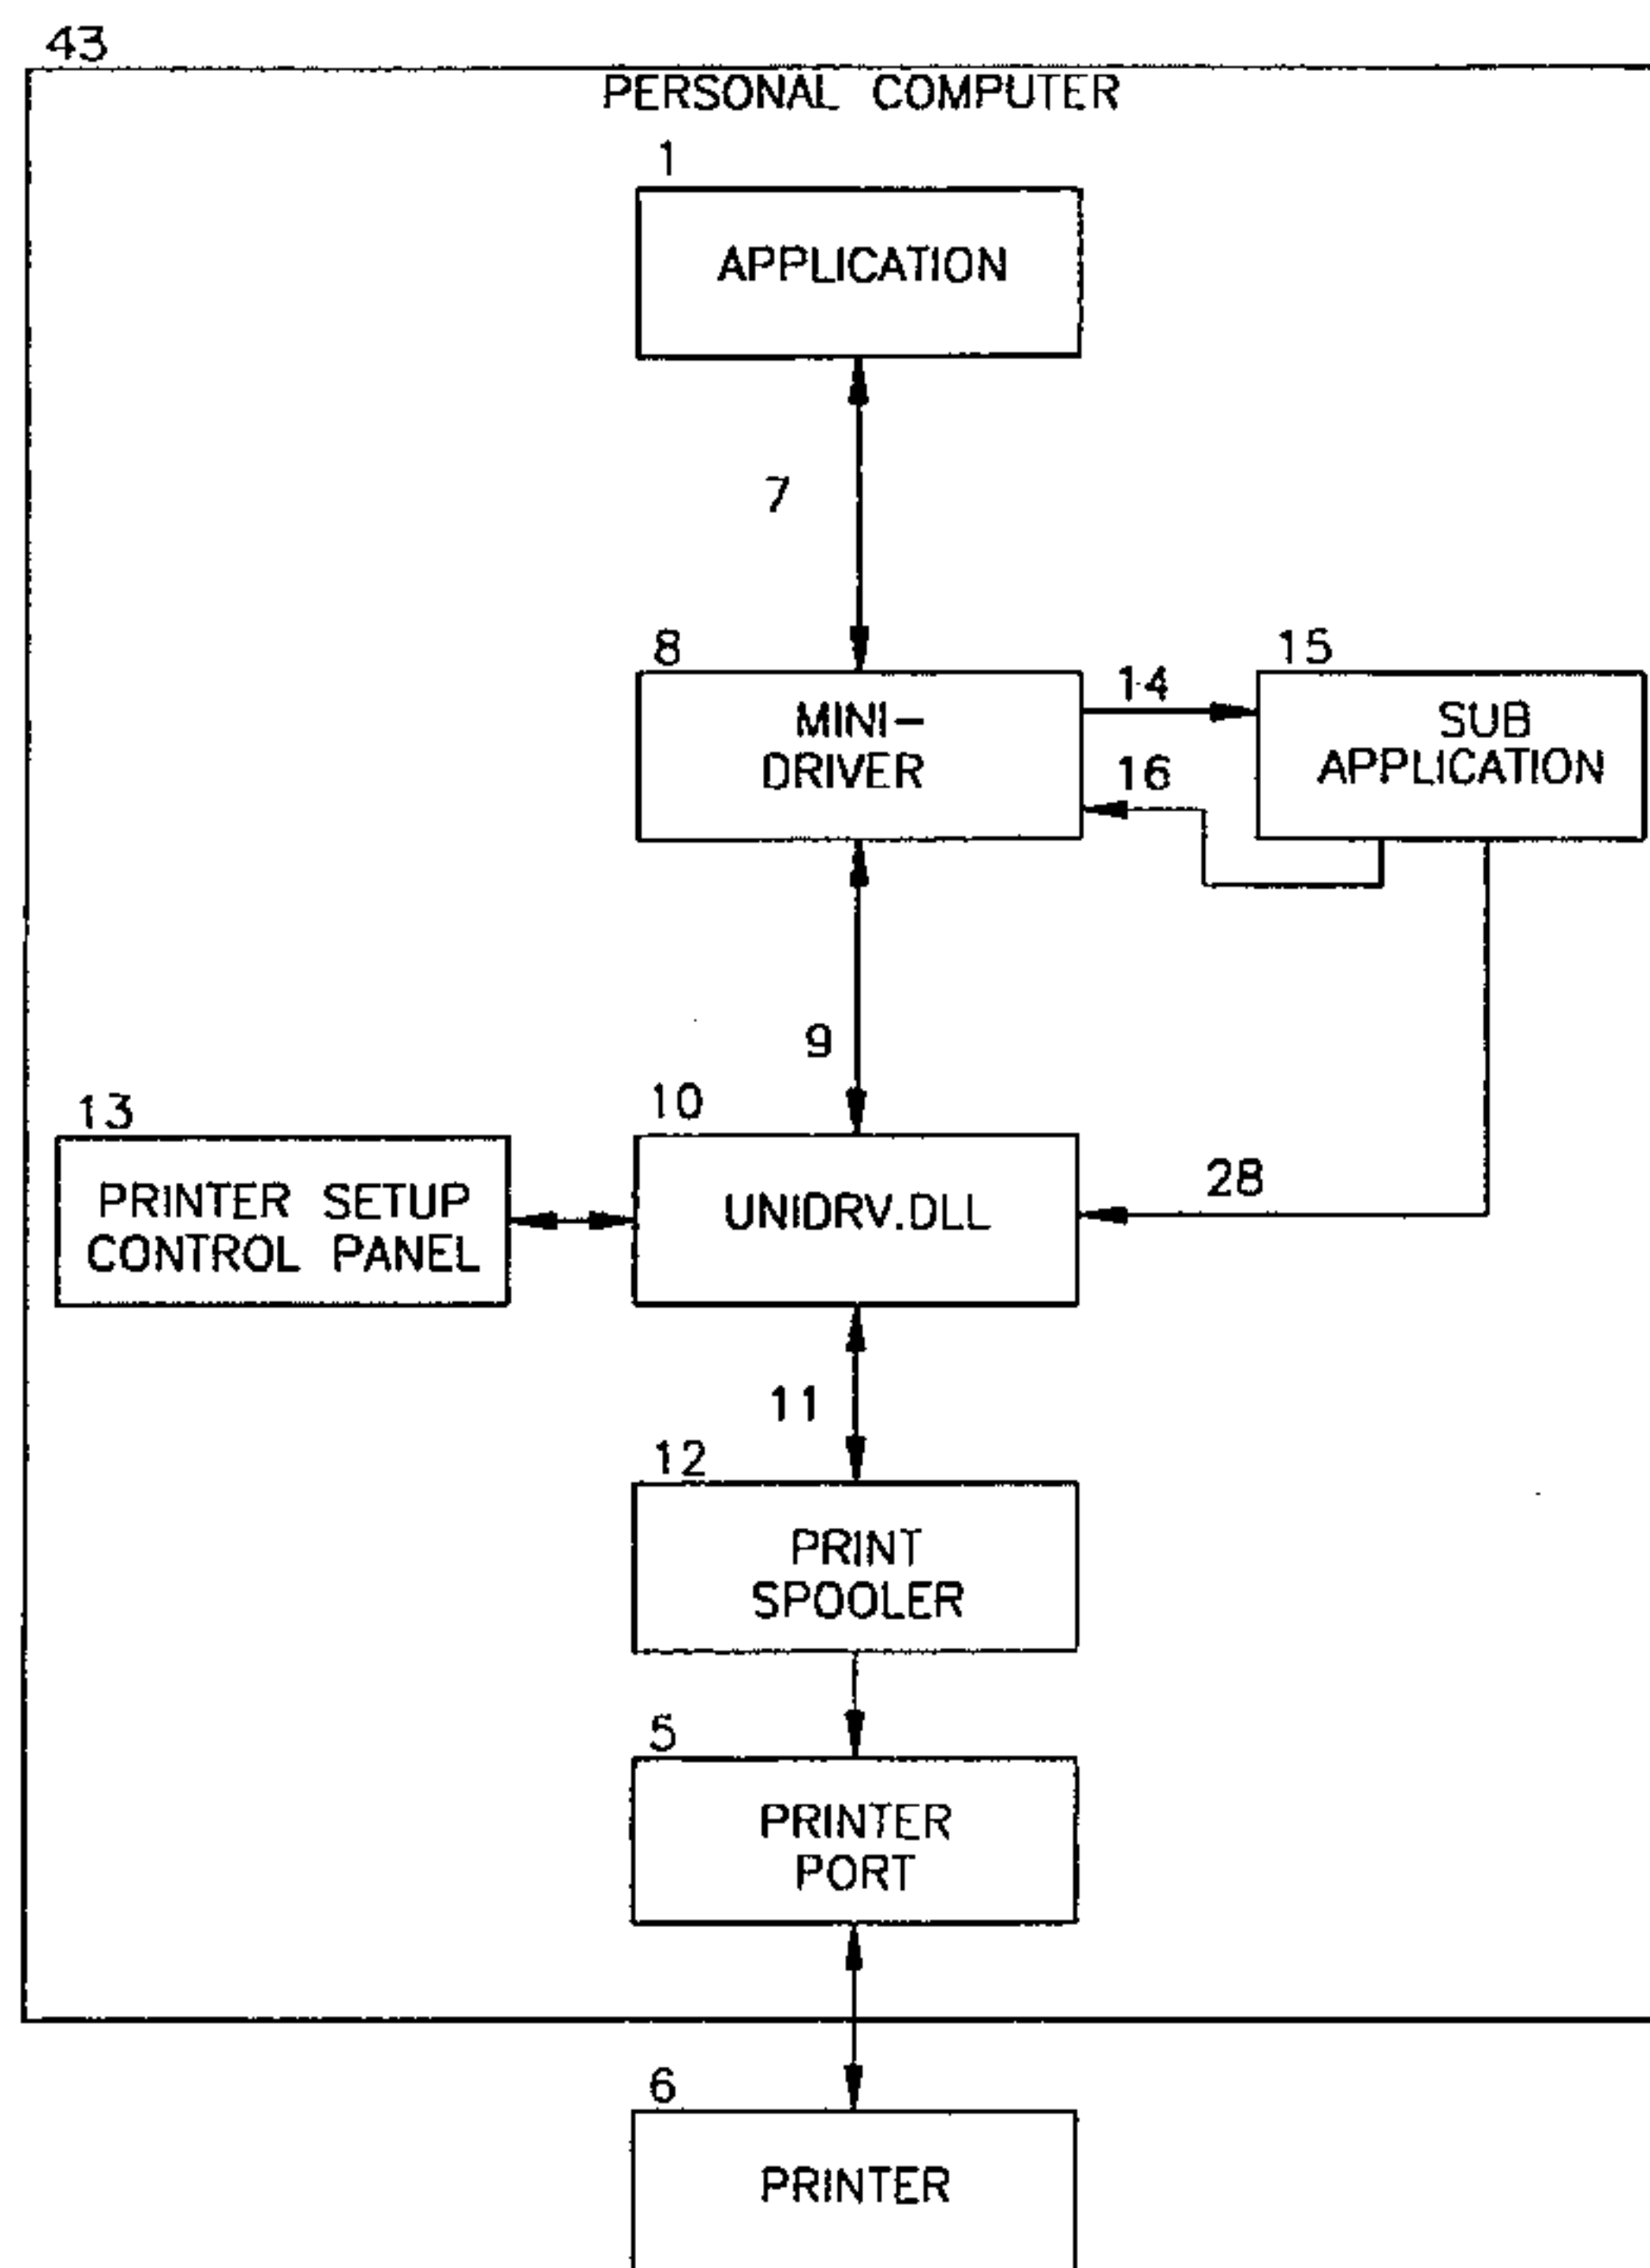 43
PERSONAL COMPUTER
1
APPLICATION
7
8
MINI-
DRIVER
14
16
15
SUB
APPLICATION
9
13
PRINTER SETUP
CONTROL PANEL
10
UNIDRV.DLL
28
11
12
PRINT
SPOOLER
5
PRINTER
PORT
6
PRINTER